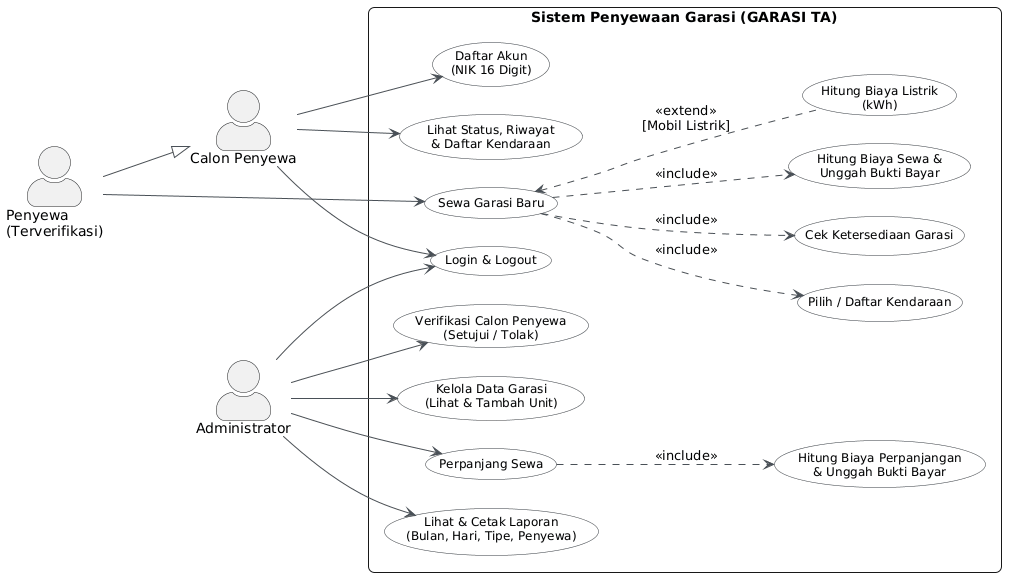 Sistem Penyewaan Garasi (GARASI TA)
Daftar Akun
(NIK 16 Digit)
Hitung Biaya Listrik
(kWh)
«extend»
[Mobil Listrik]
Lihat Status, Riwayat
& Daftar Kendaraan
Calon Penyewa
Hitung Biaya Sewa &
Unggah Bukti Bayar
«include»
Penyewa
(Terverifikasi)
Sewa Garasi Baru
«include»
Cek Ketersediaan Garasi
«include»
Login & Logout
Pilih / Daftar Kendaraan
Verifikasi Calon Penyewa
(Setujui / Tolak)
Kelola Data Garasi
(Lihat & Tambah Unit)
Administrator
Perpanjang Sewa
«include»
Hitung Biaya Perpanjangan
& Unggah Bukti Bayar
Lihat & Cetak Laporan
(Bulan, Hari, Tipe, Penyewa)